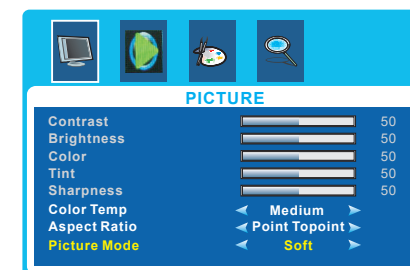 PICTURE
Contrast 50
Brightness 50
Color 50
Tint 50
Sharpness 50
Color Temp Medium
Aspect Ratio Point Topoint
Picture Mode Soft